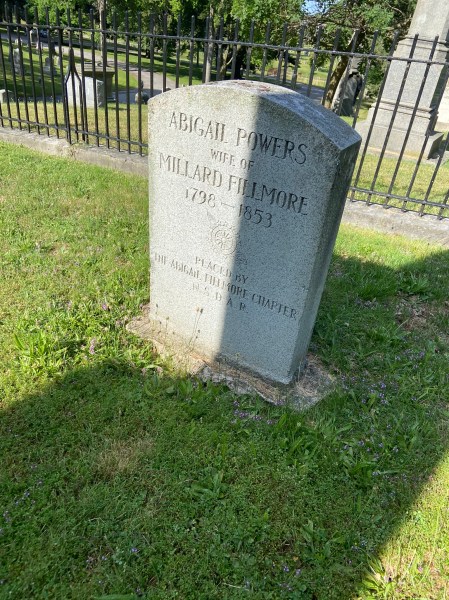 ABIGAIL POWERS
WIFE OF
MILLARD FILLMORE
1798 — 1853
PLACED BY
THE ABIGAIL FILLMORE CHAPTER
N S D A R